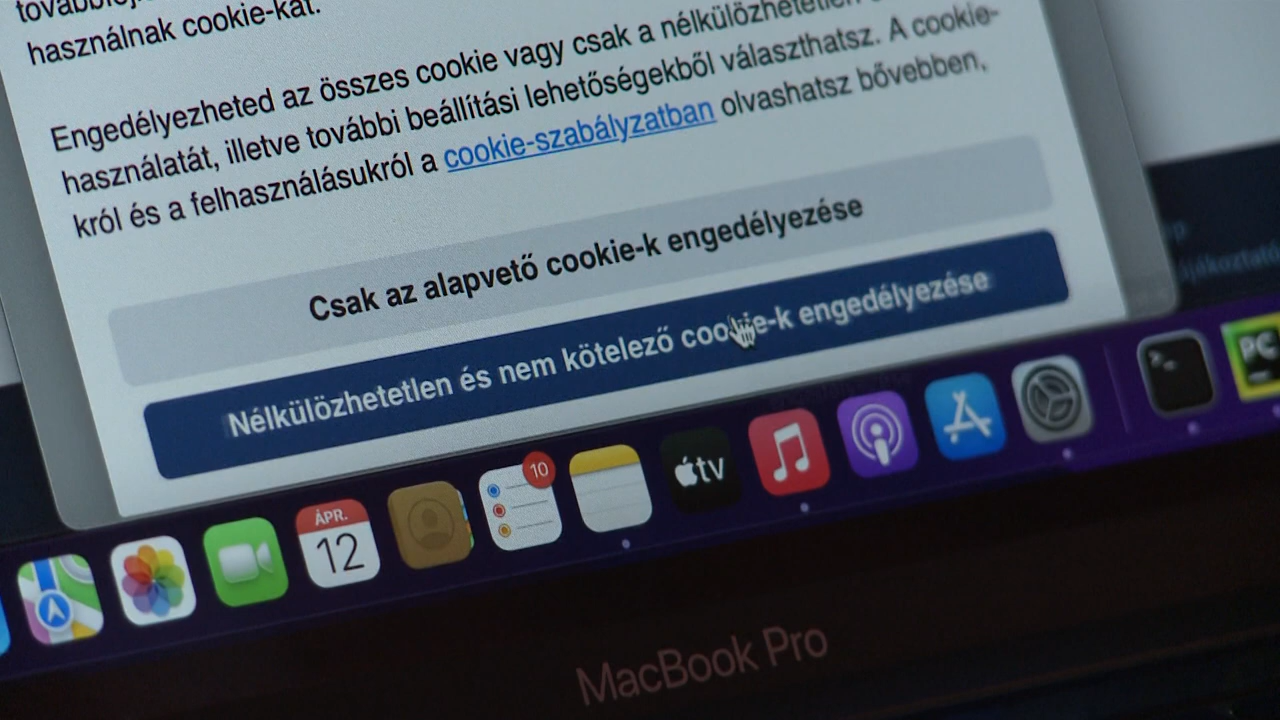 használnak cookie-kat.
Engedélyezheted az összes cookie vagy csak a nélkülözhetetlen
használatát, illetve további beállítási lehetőségekből választhatsz. A cookie-
król és a felhasználásukról a cookie-szabályzatban olvashatsz bővebben.
Csak az alapvető cookie-k engedélyezése
Nélkülözhetetlen és nem kötelező cookie-k engedélyezése
ÁPR.
12
10
tv
PC
MacBook Pro